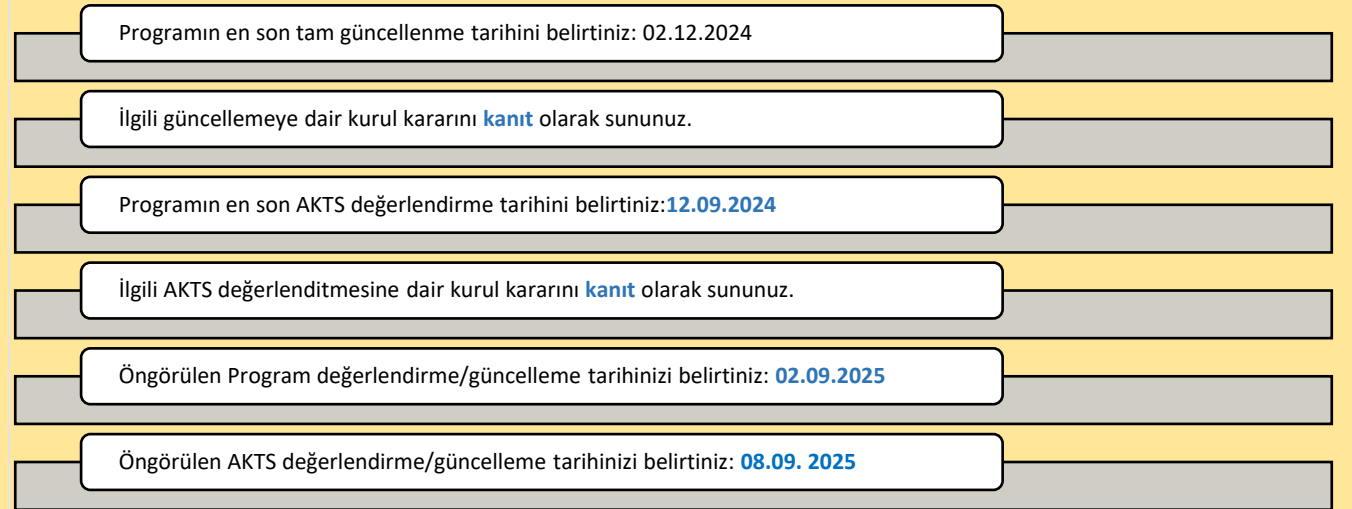 Programın en son tam güncellenme tarihini belirtiniz: 02.12.2024
İlgili güncellemeye dair kurul kararını kanıt olarak sununuz.
Programın en son AKTS değerlendirme tarihini belirtiniz:12.09.2024
İlgili AKTS değerlenditmesine dair kurul kararını kanıt olarak sununuz.
Öngörülen Program değerlendirme/güncelleme tarihinizi belirtiniz: 02.09.2025
Öngörülen AKTS değerlendirme/güncelleme tarihinizi belirtiniz: 08.09. 2025